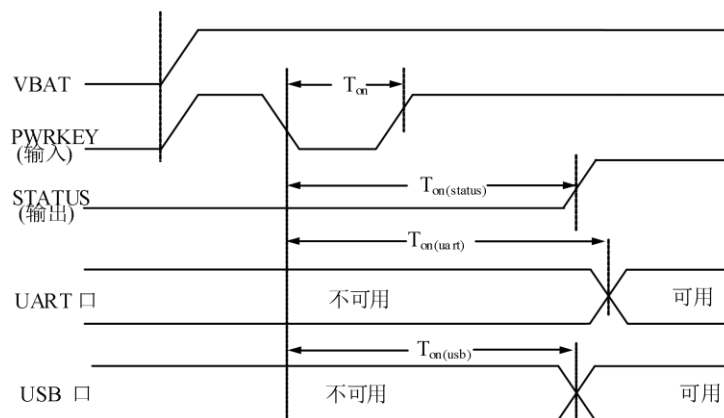 VBAT
Ton
PWRKEY
(输入)
STATUS
(输出)
Ton(status)
Ton(uart)
UART 口
不可用
可用
Ton(usb)
USB 口
不可用
可用